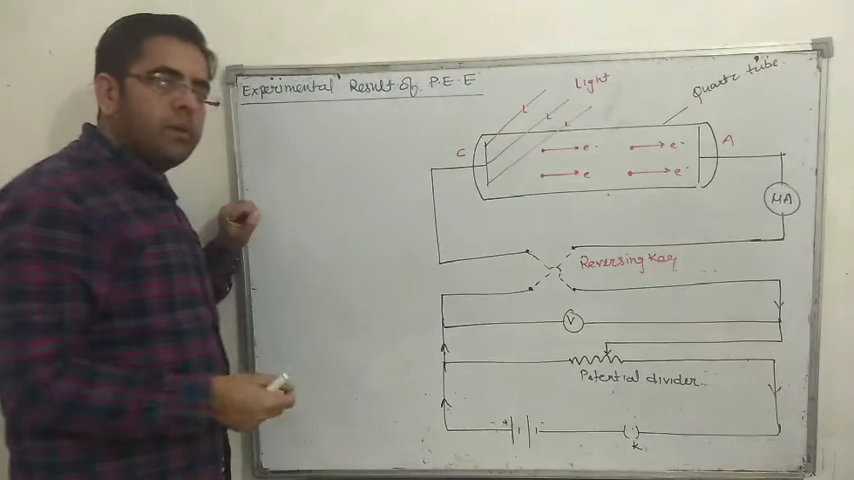 Experimental Result of P.E.E
Light
Quartz tube
C
A
e-
e-
e
e-
MA
Reversing Key
V
Potential divider
+
-
K